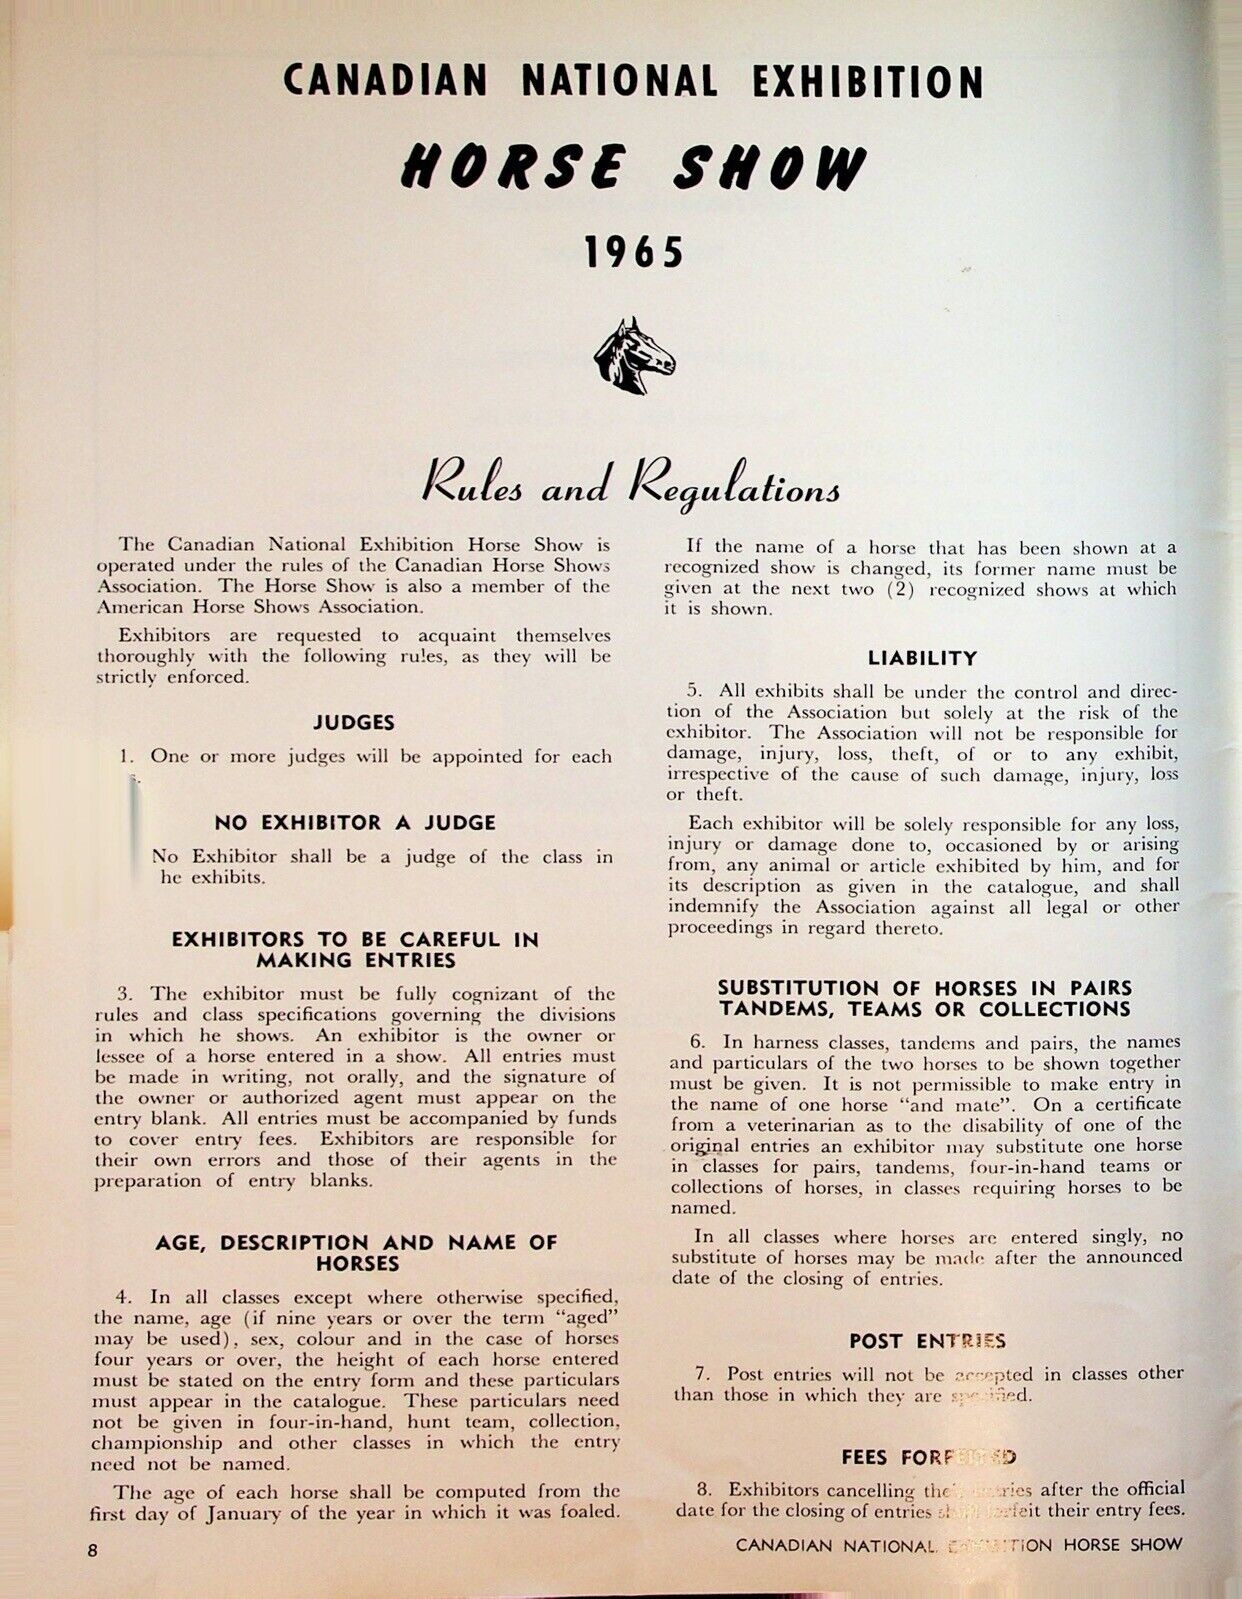 CANADIAN NATIONAL EXHIBITION
HORSE SHOW
1965
Rules and Regulations
The Canadian National Exhibition Horse Show is
operated under the rules of the Canadian Horse Shows
Association. The Horse Show is also a member of the
American Horse Shows Association.
Exhibitors are requested to acquaint themselves
thoroughly with the following rules, as they will be
strictly enforced.
JUDGES
1. One or more judges will be appointed for each
NO EXHIBITOR A JUDGE
No Exhibitor shall be a judge of the class in
he exhibits.
EXHIBITORS TO BE CAREFUL IN
MAKING ENTRIES
3. The exhibitor must be fully cognizant of the
rules and class specifications governing the divisions
in which he shows. An exhibitor is the owner or
lessee of a horse entered in a show. All entries must
be made in writing, not orally, and the signature of
the owner or authorized agent must appear on the
entry blank. All entries must be accompanied by funds
to cover entry fees. Exhibitors are responsible for
their own errors and those of their agents in the
preparation of entry blanks.
AGE, DESCRIPTION AND NAME OF
HORSES
4. In all classes except where otherwise specified,
the name, age (if nine years or over the term "aged"
may be used), sex, colour and in the case of horses
four years or over, the height of each horse entered
must be stated on the entry form and these particulars
must appear in the catalogue. These particulars need
not be given in four-in-hand, hunt team, collection,
championship and other classes in which the entry
need not be named.
The age of each horse shall be computed from the
first day of January of the year in which it was foaled.
8
If the name of a horse that has been shown at a
recognized show is changed, its former name must be
given at the next two (2) recognized shows at which
it is shown.
LIABILITY
5. All exhibits shall be under the control and direc-
tion of the Association but solely at the risk of the
exhibitor. The Association will not be responsible for
damage, injury, loss, theft, of or to any exhibit,
irrespective of the cause of such damage, injury, loss
or theft.
Each exhibitor will be solely responsible for any loss,
injury or damage done to, occasioned by or arising
from, any animal or article exhibited by him, and for
its description as given in the catalogue, and shall
indemnify the Association against all legal or other
proceedings in regard thereto.
SUBSTITUTION OF HORSES IN PAIRS
TANDEMS, TEAMS OR COLLECTIONS
6. In harness classes, tandems and pairs, the names
and particulars of the two horses to be shown together
must be given. It is not permissible to make entry in
the name of one horse "and mate". On a certificate
from a veterinarian as to the disability of one of the
original entries an exhibitor may substitute one horse
in classes for pairs, tandems, four-in-hand teams or
collections of horses, in classes requiring horses to be
named.
In all classes where horses are entered singly, no
substitute of horses may be made after the announced
date of the closing of entries.
POST ENTRIES
7. Post entries will not be accepted in classes other
than those in which they are specified.
FEES FORFEITED
8. Exhibitors cancelling their entries after the official
date for the closing of entries shall forfeit their entry fees.
CANADIAN NATIONAL EXHIBITION HORSE SHOW